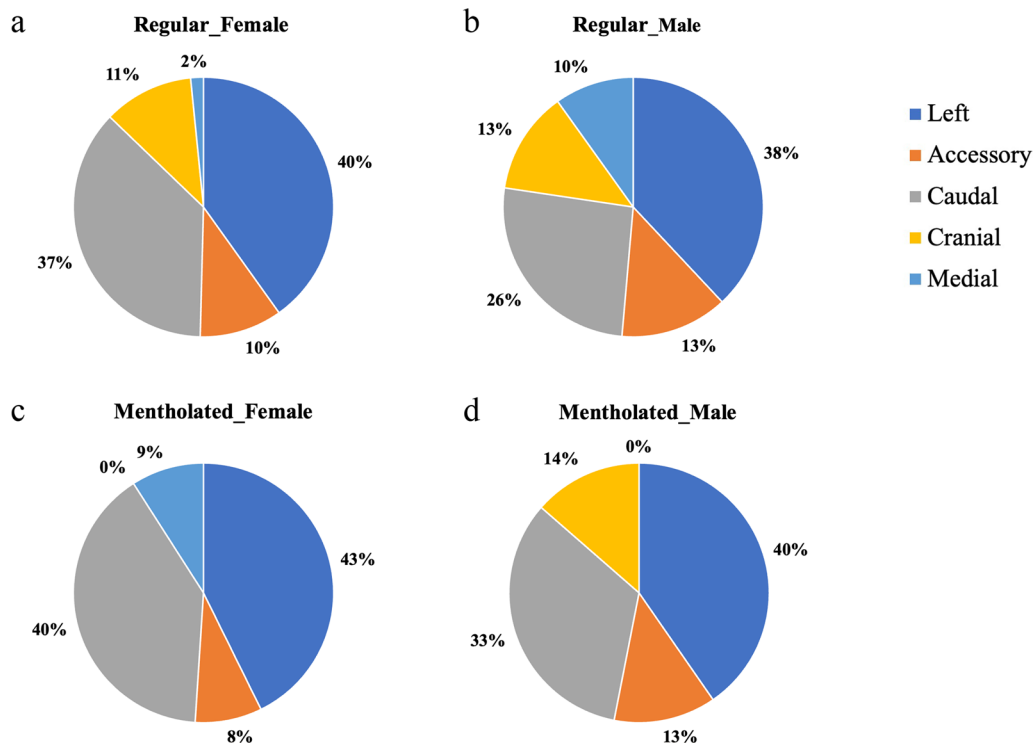 a
Regular_Female
2%
11%
40%
37%
10%
b
Regular_Male
10%
13%
38%
26%
13%
Left
Accessory
Caudal
Cranial
Medial
c
Mentholated_Female
9%
0%
43%
40%
8%
d
Mentholated_Male
0%
14%
40%
33%
13%